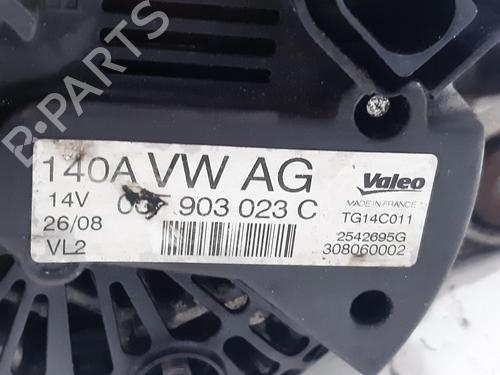 B-PARTS
140A VW AG
14V
903 023 C
26/08
VL2
Valeo
MADE IN FRANCE
TG14C011
2542695G
308060002